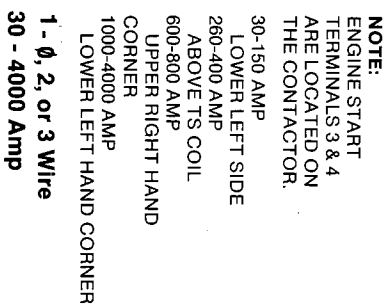 NOTE:
ENGINE START
TERMINALS 3 & 4
ARE LOCATED ON
THE CONTACTOR.
30-150 AMP
LOWER LEFT SIDE
260-400 AMP
ABOVE TS COIL
600-800 AMP
UPPER RIGHT HAND
CORNER
1000-4000 AMP
LOWER LEFT HAND CORNER
1 - Ø, 2, or 3 Wire
30 - 4000 Amp